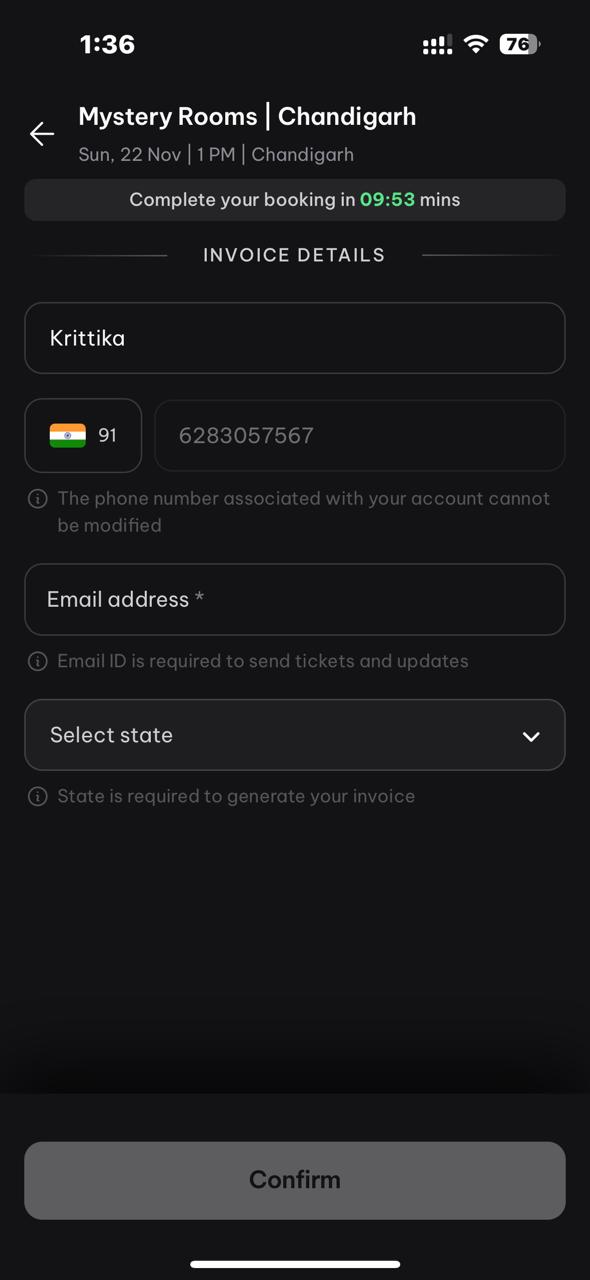 1:36
76
Mystery Rooms | Chandigarh
Sun, 22 Nov | 1 PM | Chandigarh
Complete your booking in 09:53 mins
INVOICE DETAILS
Krittika
91
6283057567
The phone number associated with your account cannot
be modified
Email address *
Email ID is required to send tickets and updates
Select state
State is required to generate your invoice
Confirm